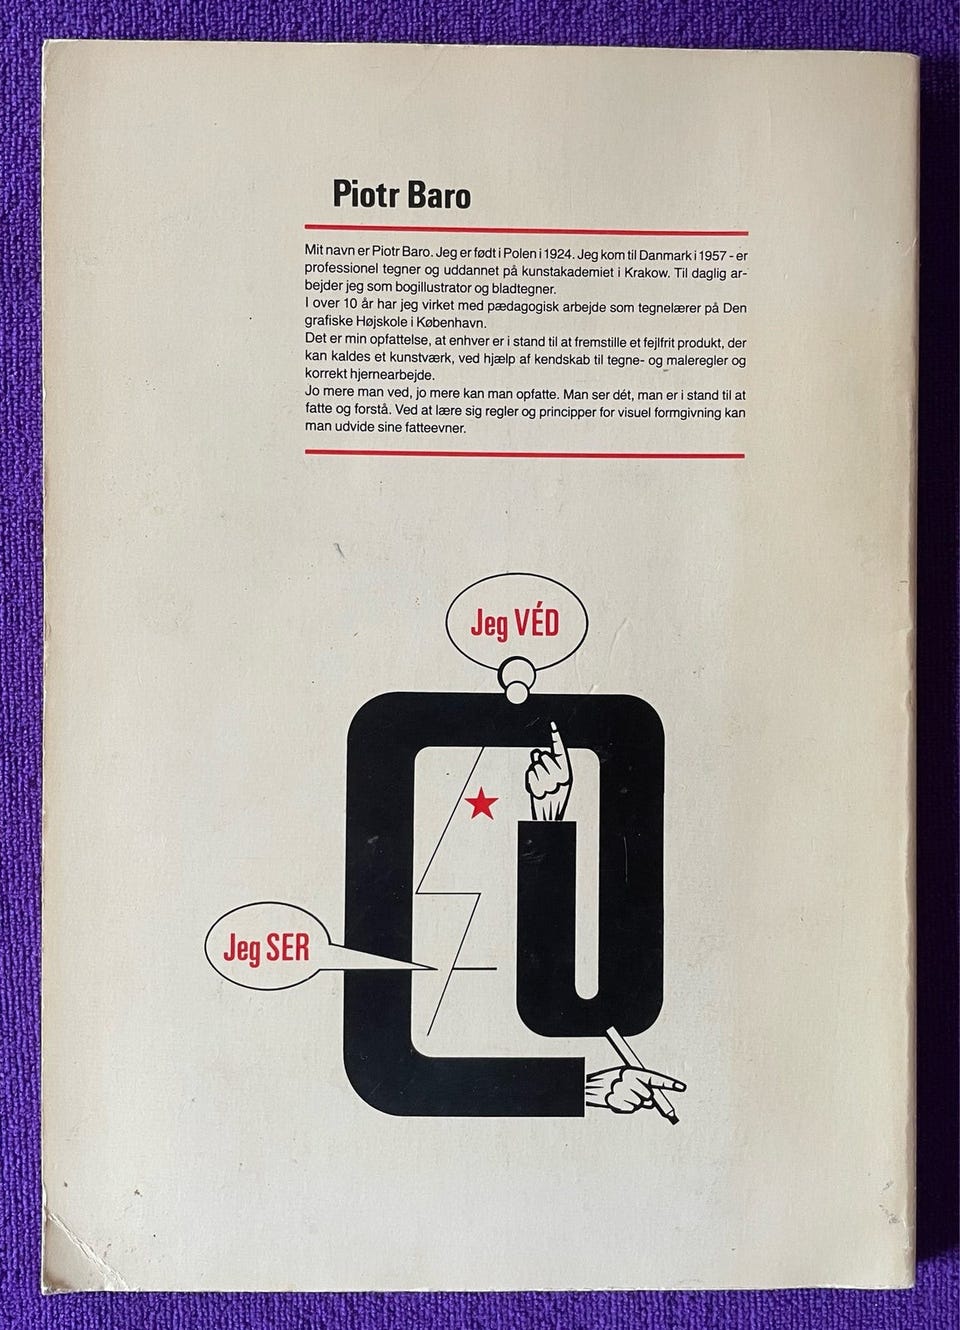 Piotr Baro
Mit navn er Piotr Baro. Jeg er født i Polen i 1924. Jeg kom til Danmark i 1957 - er
professionel tegner og uddannet på kunstakademiet i Krakow. Til daglig ar-
bejder jeg som bogillustrator og bladtegner.
I over 10 år har jeg virket med pædagogisk arbejde som tegnelærer på Den
grafiske Højskole i København.
Det er min opfattelse, at enhver er i stand til at fremstille et fejlfrit produkt, der
kan kaldes et kunstværk, ved hjælp af kendskab til tegne- og maleregler og
korrekt hjernearbejde.
Jo mere man ved, jo mere kan man opfatte. Man ser dét, man er i stand til at
fatte og forstå. Ved at lære sig regler og principper for visuel formgivning kan
man udvide sine fatteevner.
Jeg VÉD
Jeg SER